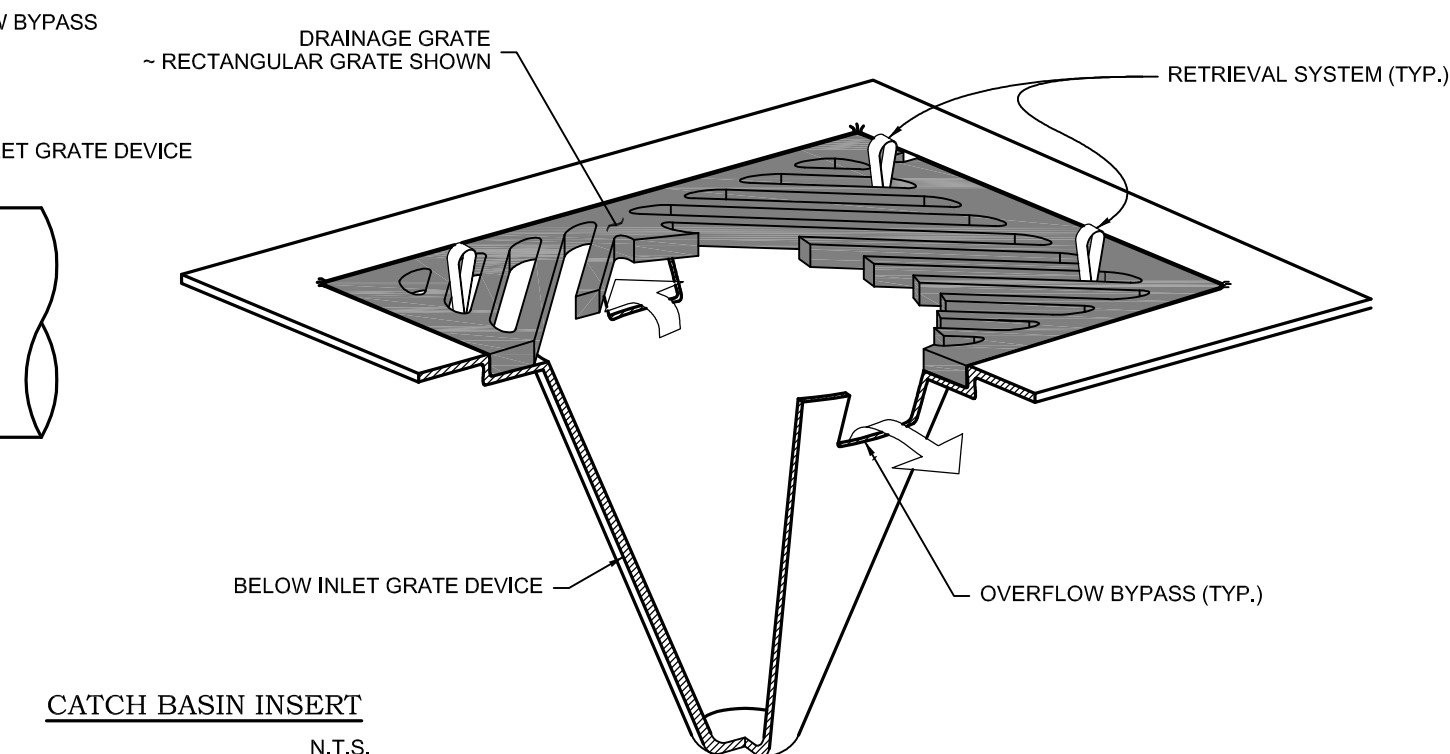 BYPASS
DRAINAGE GRATE
~ RECTANGULAR GRATE SHOWN
RETRIEVAL SYSTEM (TYP.)
GRATE DEVICE
BELOW INLET GRATE DEVICE
OVERFLOW BYPASS (TYP.)
CATCH BASIN INSERT
N.T.S.